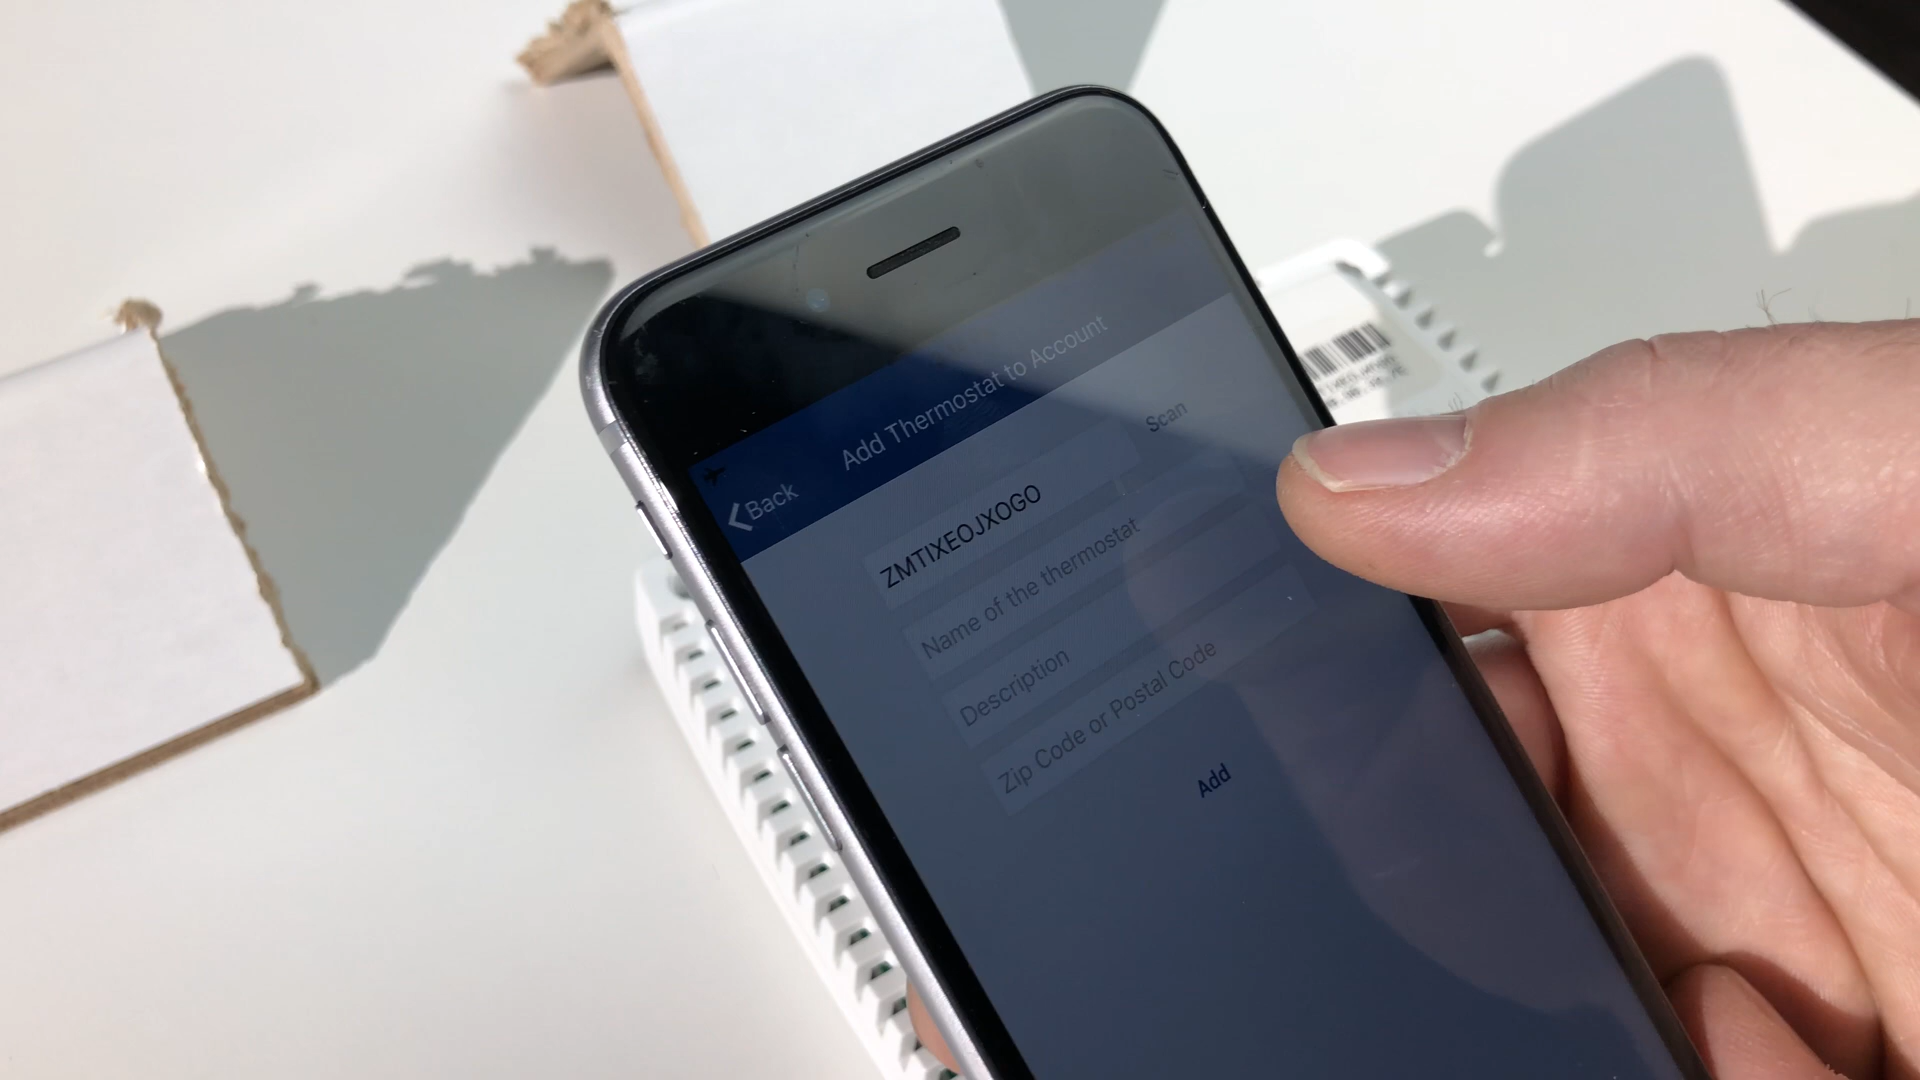 Add Thermostat to Account
Back
Scan
ZMTIXEOJXOGO
Name of the thermostat
Description
Zip Code or Postal Code
Add